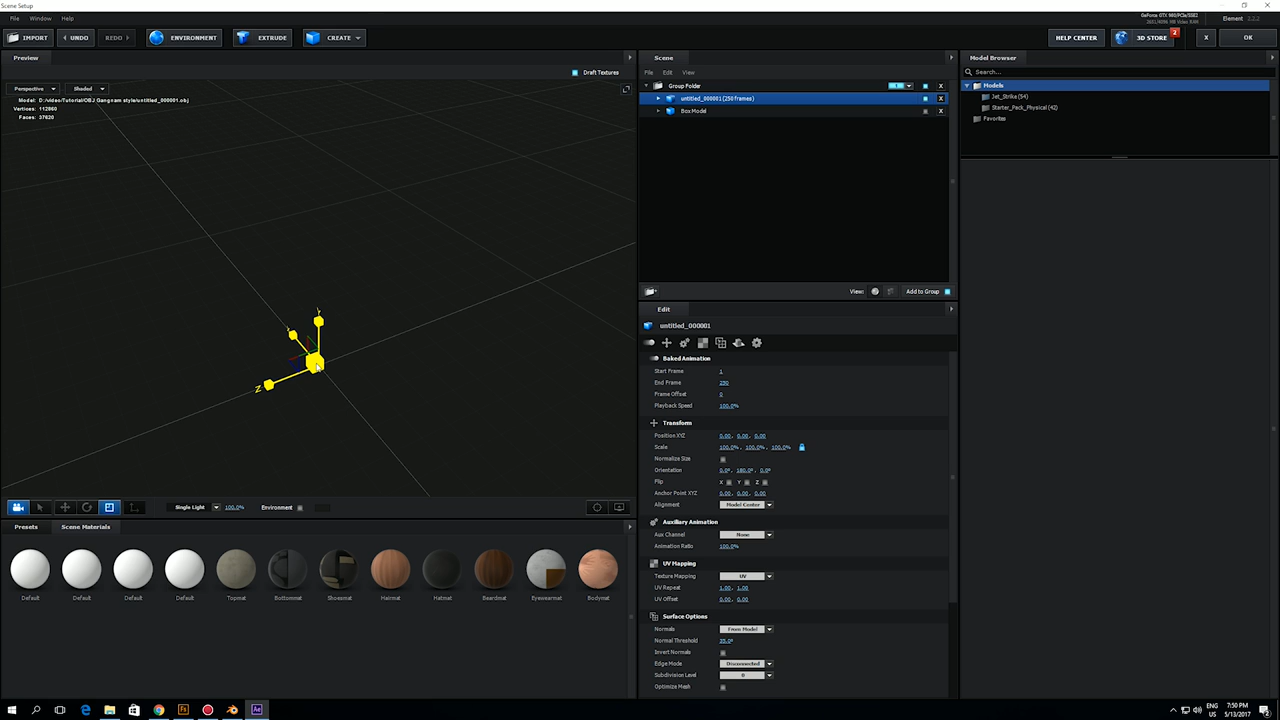 Scene Setup
File Window Help
GeForce GTX 980/PCIe/SSE2
Element 2.2.2
IMPORT UNDO REDO ENVIRONMENT EXTRUDE CREATE HELP CENTER 3D STORE 2 X OK
Preview
Draft Textures
Perspective Shaded
Model: D:/video/Tutorial/OBJ Gangnam style/untitled_000001.obj
Vertices: 112860
Faces: 37620
Y
Z
Single Light 100.0% Environment
Presets Scene Materials
Default Default Default Default Topmat Bottommat Shoesmat Hairmat Hatmat Beardmat Eyewearmat Bodymat
Scene
File Edit View
Group Folder X
untitled_000001 (250 frames) X
Box Model X
View: Add to Group
Edit
untitled_000001
Baked Animation
Start Frame 1
End Frame 250
Frame Offset 0
Playback Speed 100.0%
Transform
Position XYZ 0.00, 0.00, 0.00
Scale 100.0%, 100.0%, 100.0%
Normalize Size
Orientation 0.0°, 180.0°, 0.0°
Flip X Y Z
Anchor Point XYZ 0.00, 0.00, 0.00
Alignment Model Center
Auxiliary Animation
Aux Channel None
Animation Ratio 100.0%
UV Mapping
Texture Mapping UV
UV Repeat 1.00, 1.00
UV Offset 0.00, 0.00
Surface Options
Normals From Model
Normal Threshold 35.0°
Invert Normals
Edge Mode Disconnected
Subdivision Level 0
Optimize Mesh
Model Browser
Search...
Models
Jet_Strike (54)
Starter_Pack_Physical (42)
Favorites
ENG
US
7:50 PM
5/13/2017